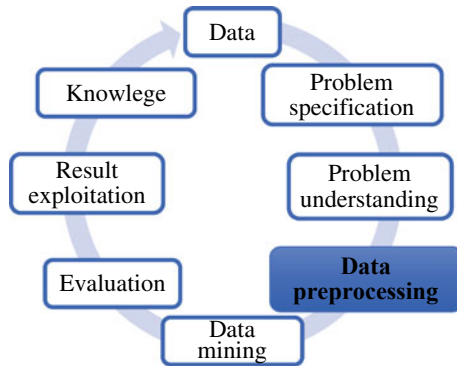 Data
Problem
specification
Problem
understanding
Data
preprocessing
Data
mining
Evaluation
Result
exploitation
Knowlege